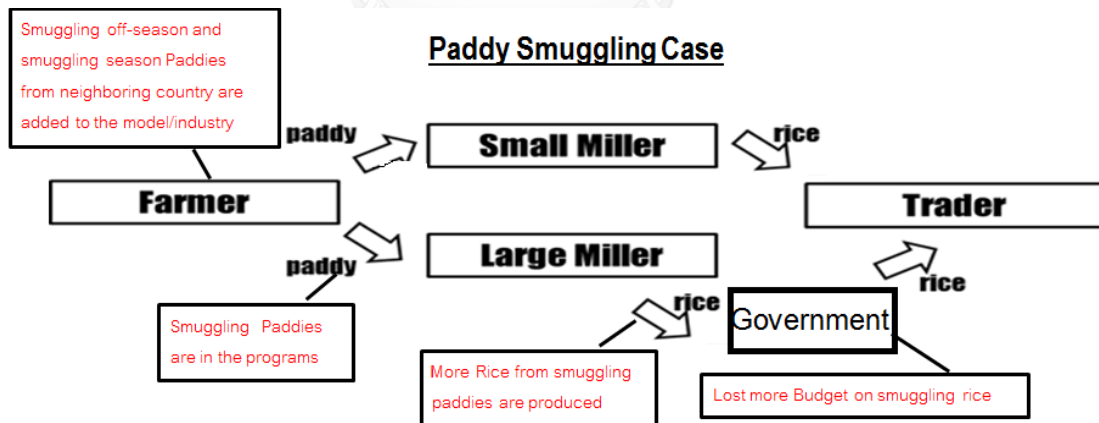 Smuggling off-season and
smuggling season Paddies
from neighboring country are
added to the model/industry
Paddy Smuggling Case
paddy
Small Miller
rice
Farmer
Trader
paddy
Large Miller
rice
rice
Government
Smuggling Paddies
are in the programs
More Rice from smuggling
paddies are produced
Lost more Budget on smuggling rice